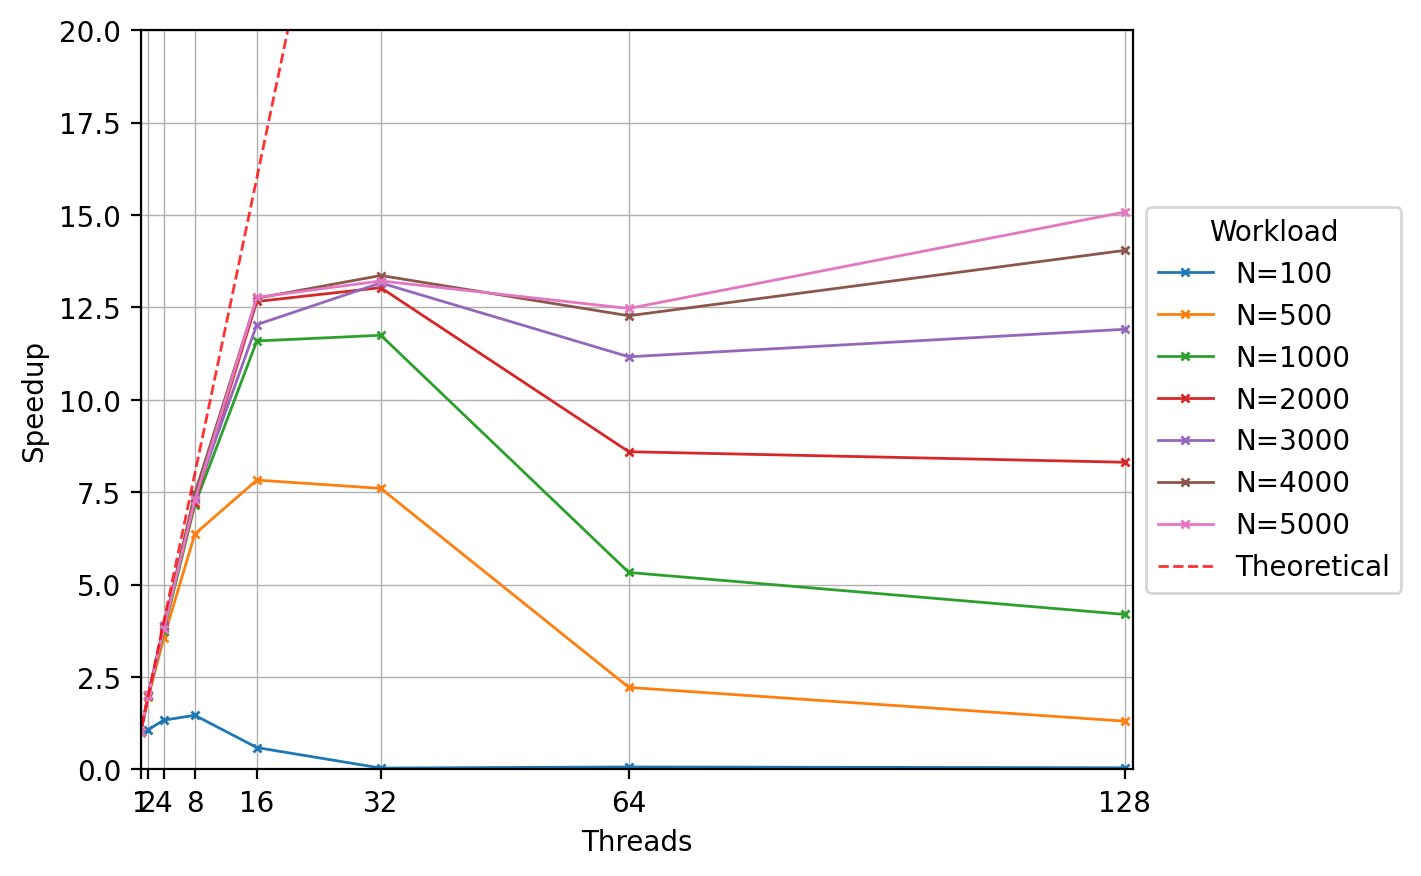 20.0
17.5
15.0
12.5
10.0
7.5
5.0
2.5
0.0
Speedup
1 2 4 8 16 32 64 128
Threads
Workload
N=100
N=500
N=1000
N=2000
N=3000
N=4000
N=5000
Theoretical